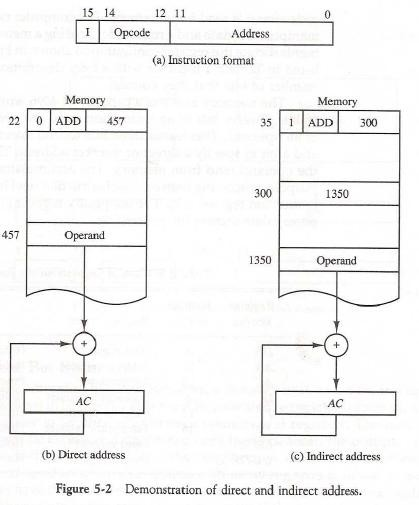 15 14 12 11 0
I Opcode Address
(a) Instruction format
Memory
22 0 ADD 457
457 Operand
+
AC
(b) Direct address
Memory
35 1 ADD 300
300 1350
1350 Operand
+
AC
(c) Indirect address
Figure 5-2 Demonstration of direct and indirect address.